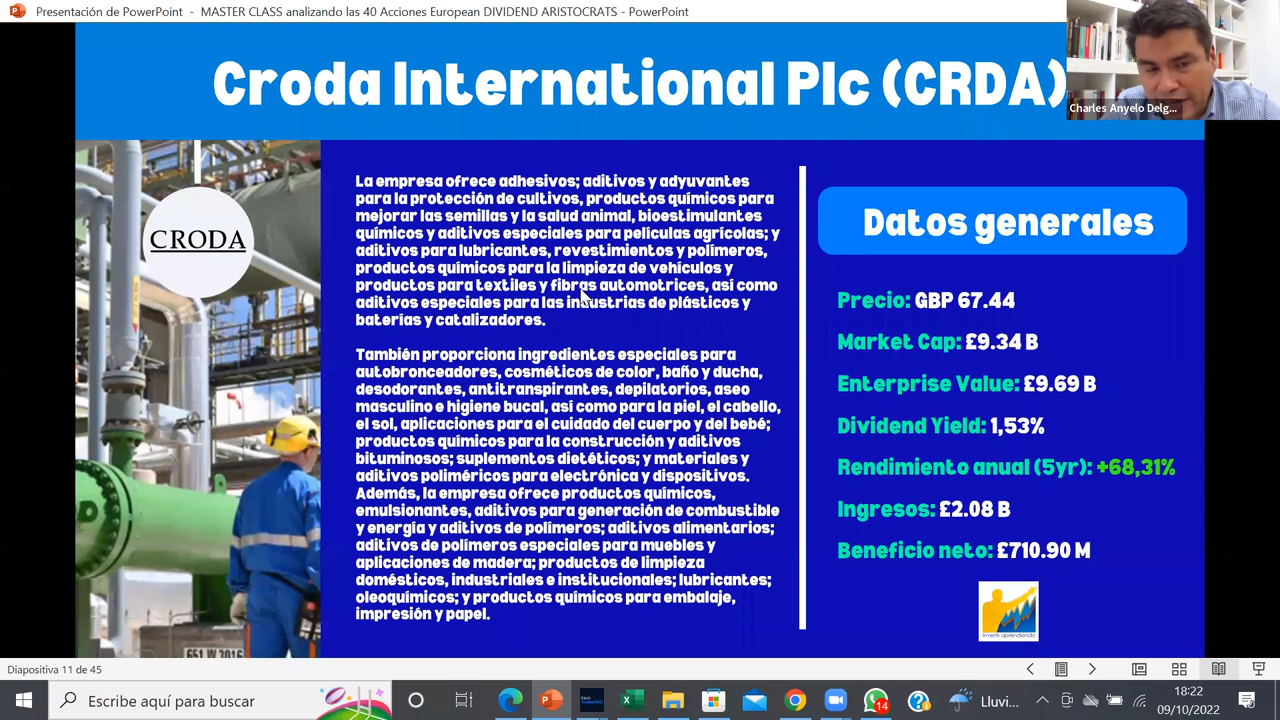 Presentación de PowerPoint - MASTER CLASS analizando las 40 Acciones European DIVIDEND ARISTOCRATS - PowerPoint
Croda International Plc (CRDA)
Charles Anyelo Delg...
CRODA
La empresa ofrece adhesivos; aditivos y adyuvantes
para la protección de cultivos, productos químicos para
mejorar las semillas y la salud animal, bioestimulantes
químicos y aditivos especiales para películas agrícolas; y
aditivos para lubricantes, revestimientos y polímeros,
productos químicos para la limpieza de vehículos y
productos para textiles y fibras automotrices, así como
aditivos especiales para las industrias de plásticos y
baterías y catalizadores.
También proporciona ingredientes especiales para
autobronceadores, cosméticos de color, baño y ducha,
desodorantes, antitranspirantes, depilatorios, aseo
masculino e higiene bucal, así como para la piel, el cabello,
el sol, aplicaciones para el cuidado del cuerpo y del bebé;
productos químicos para la construcción y aditivos
bituminosos; suplementos dietéticos; y materiales y
aditivos poliméricos para electrónica y dispositivos.
Además, la empresa ofrece productos químicos,
emulsionantes, aditivos para generación de combustible
y energía y aditivos de polímeros; aditivos alimentarios;
aditivos de polímeros especiales para muebles y
aplicaciones de madera; productos de limpieza
domésticos, industriales e institucionales; lubricantes;
oleoquímicos; y productos químicos para embalaje,
impresión y papel.
Datos generales
Precio: GBP 67.44
Market Cap: £9.34 B
Enterprise Value: £9.69 B
Dividend Yield: 1,53%
Rendimiento anual (5yr): +68,31%
Ingresos: £2.08 B
Beneficio neto: £710.90 M
invertir aprendiendo
651 W 3016
Diapositiva 11 de 45
Escribe aquí para buscar
14
Lluvi...
18:22
09/10/2022